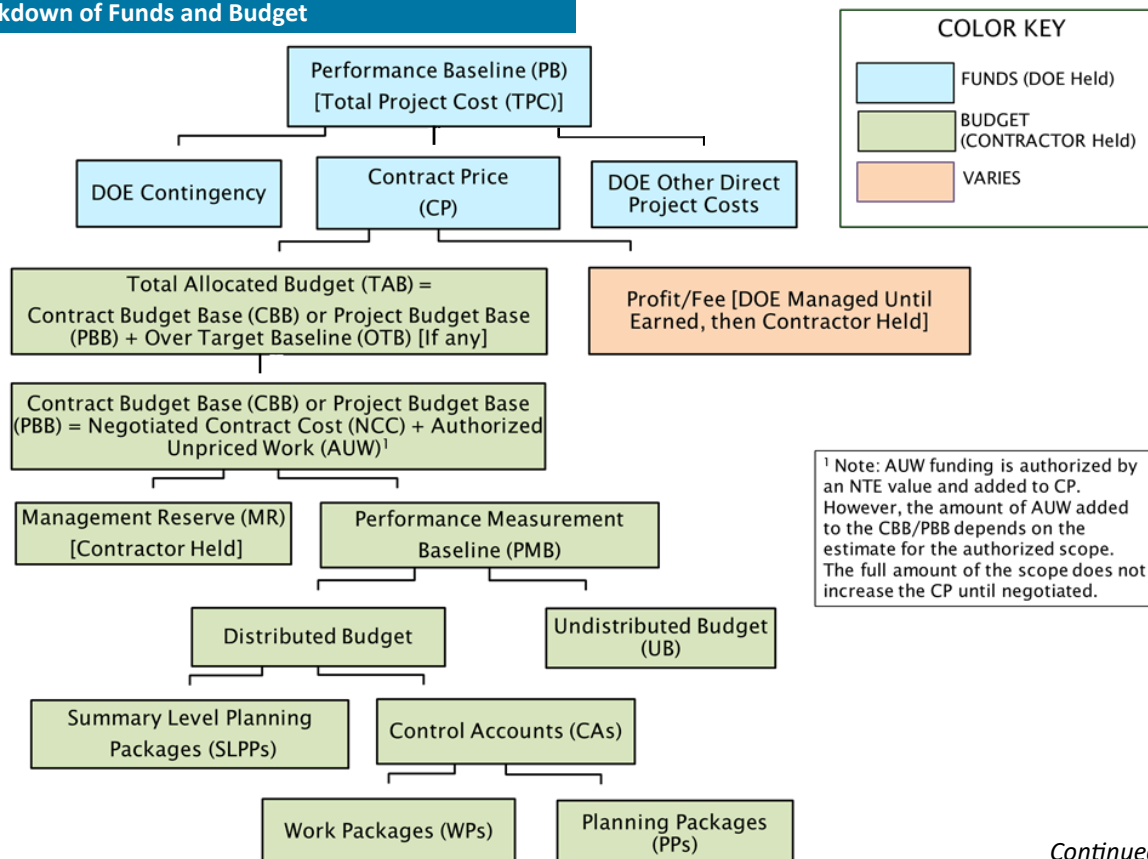 kdown of Funds and Budget
COLOR KEY
FUNDS (DOE Held)
BUDGET
(CONTRACTOR Held)
VARIES
Performance Baseline (PB)
[Total Project Cost (TPC)]
DOE Contingency
Contract Price
(CP)
DOE Other Direct
Project Costs
Total Allocated Budget (TAB) =
Contract Budget Base (CBB) or Project Budget Base
(PBB) + Over Target Baseline (OTB) [If any]
Profit/Fee [DOE Managed Until
Earned, then Contractor Held]
Contract Budget Base (CBB) or Project Budget Base
(PBB) = Negotiated Contract Cost (NCC) + Authorized
Unpriced Work (AUW)¹
¹ Note: AUW funding is authorized by
an NTE value and added to CP.
However, the amount of AUW added
to the CBB/PBB depends on the
estimate for the authorized scope.
The full amount of the scope does not
increase the CP until negotiated.
Management Reserve (MR)
[Contractor Held]
Performance Measurement
Baseline (PMB)
Distributed Budget
Undistributed Budget
(UB)
Summary Level Planning
Packages (SLPPs)
Control Accounts (CAs)
Work Packages (WPs)
Planning Packages
(PPs)
Continue